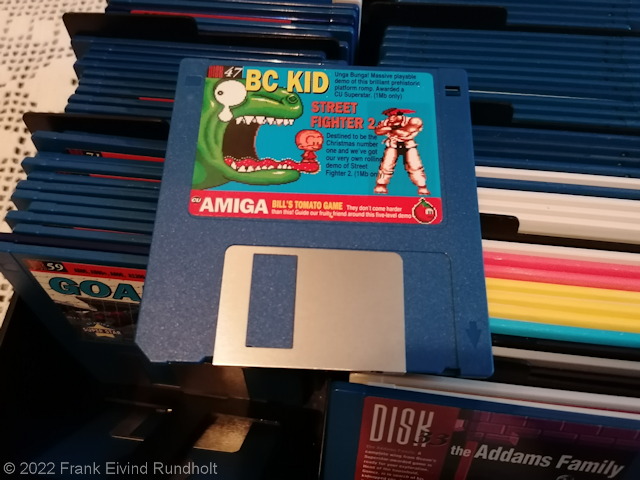 47
BC KID
Unga Bunga! Massive playable
demo of this brilliant prehistoric
platform romp. Awarded a
CU Superstar. (1Mb only)
STREET
FIGHTER 2
Destined to be the
Christmas number
one and we've got
our very own rolling
demo of Street
Fighter 2. (1Mb only
CU AMIGA
BILL'S TOMATO GAME They don't come harder
than this! Guide our fruity friend around this five-level demo
59
GOA
DISK
53
the Addams Family
© 2022 Frank Eivind Rundholt